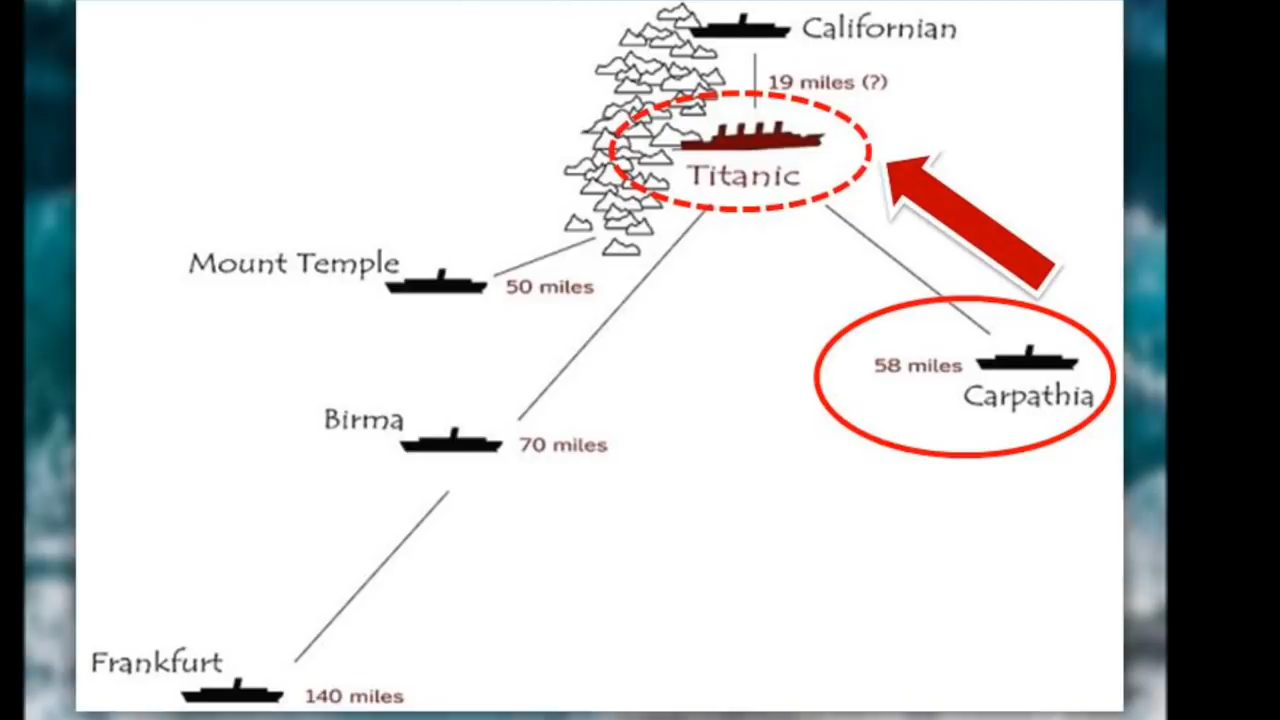 Californian
19 miles (?)
Titanic
Mount Temple
50 miles
58 miles
Carpathia
Birma
70 miles
Frankfurt
140 miles